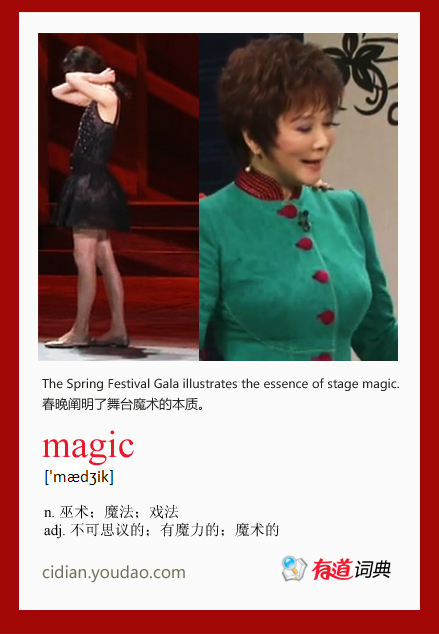 The Spring Festival Gala illustrates the essence of stage magic.
春晚阐明了舞台魔术的本质。
magic
['mædʒik]
n. 巫术；魔法；戏法
adj. 不可思议的；有魔力的；魔术的
cidian.youdao.com 有道词典